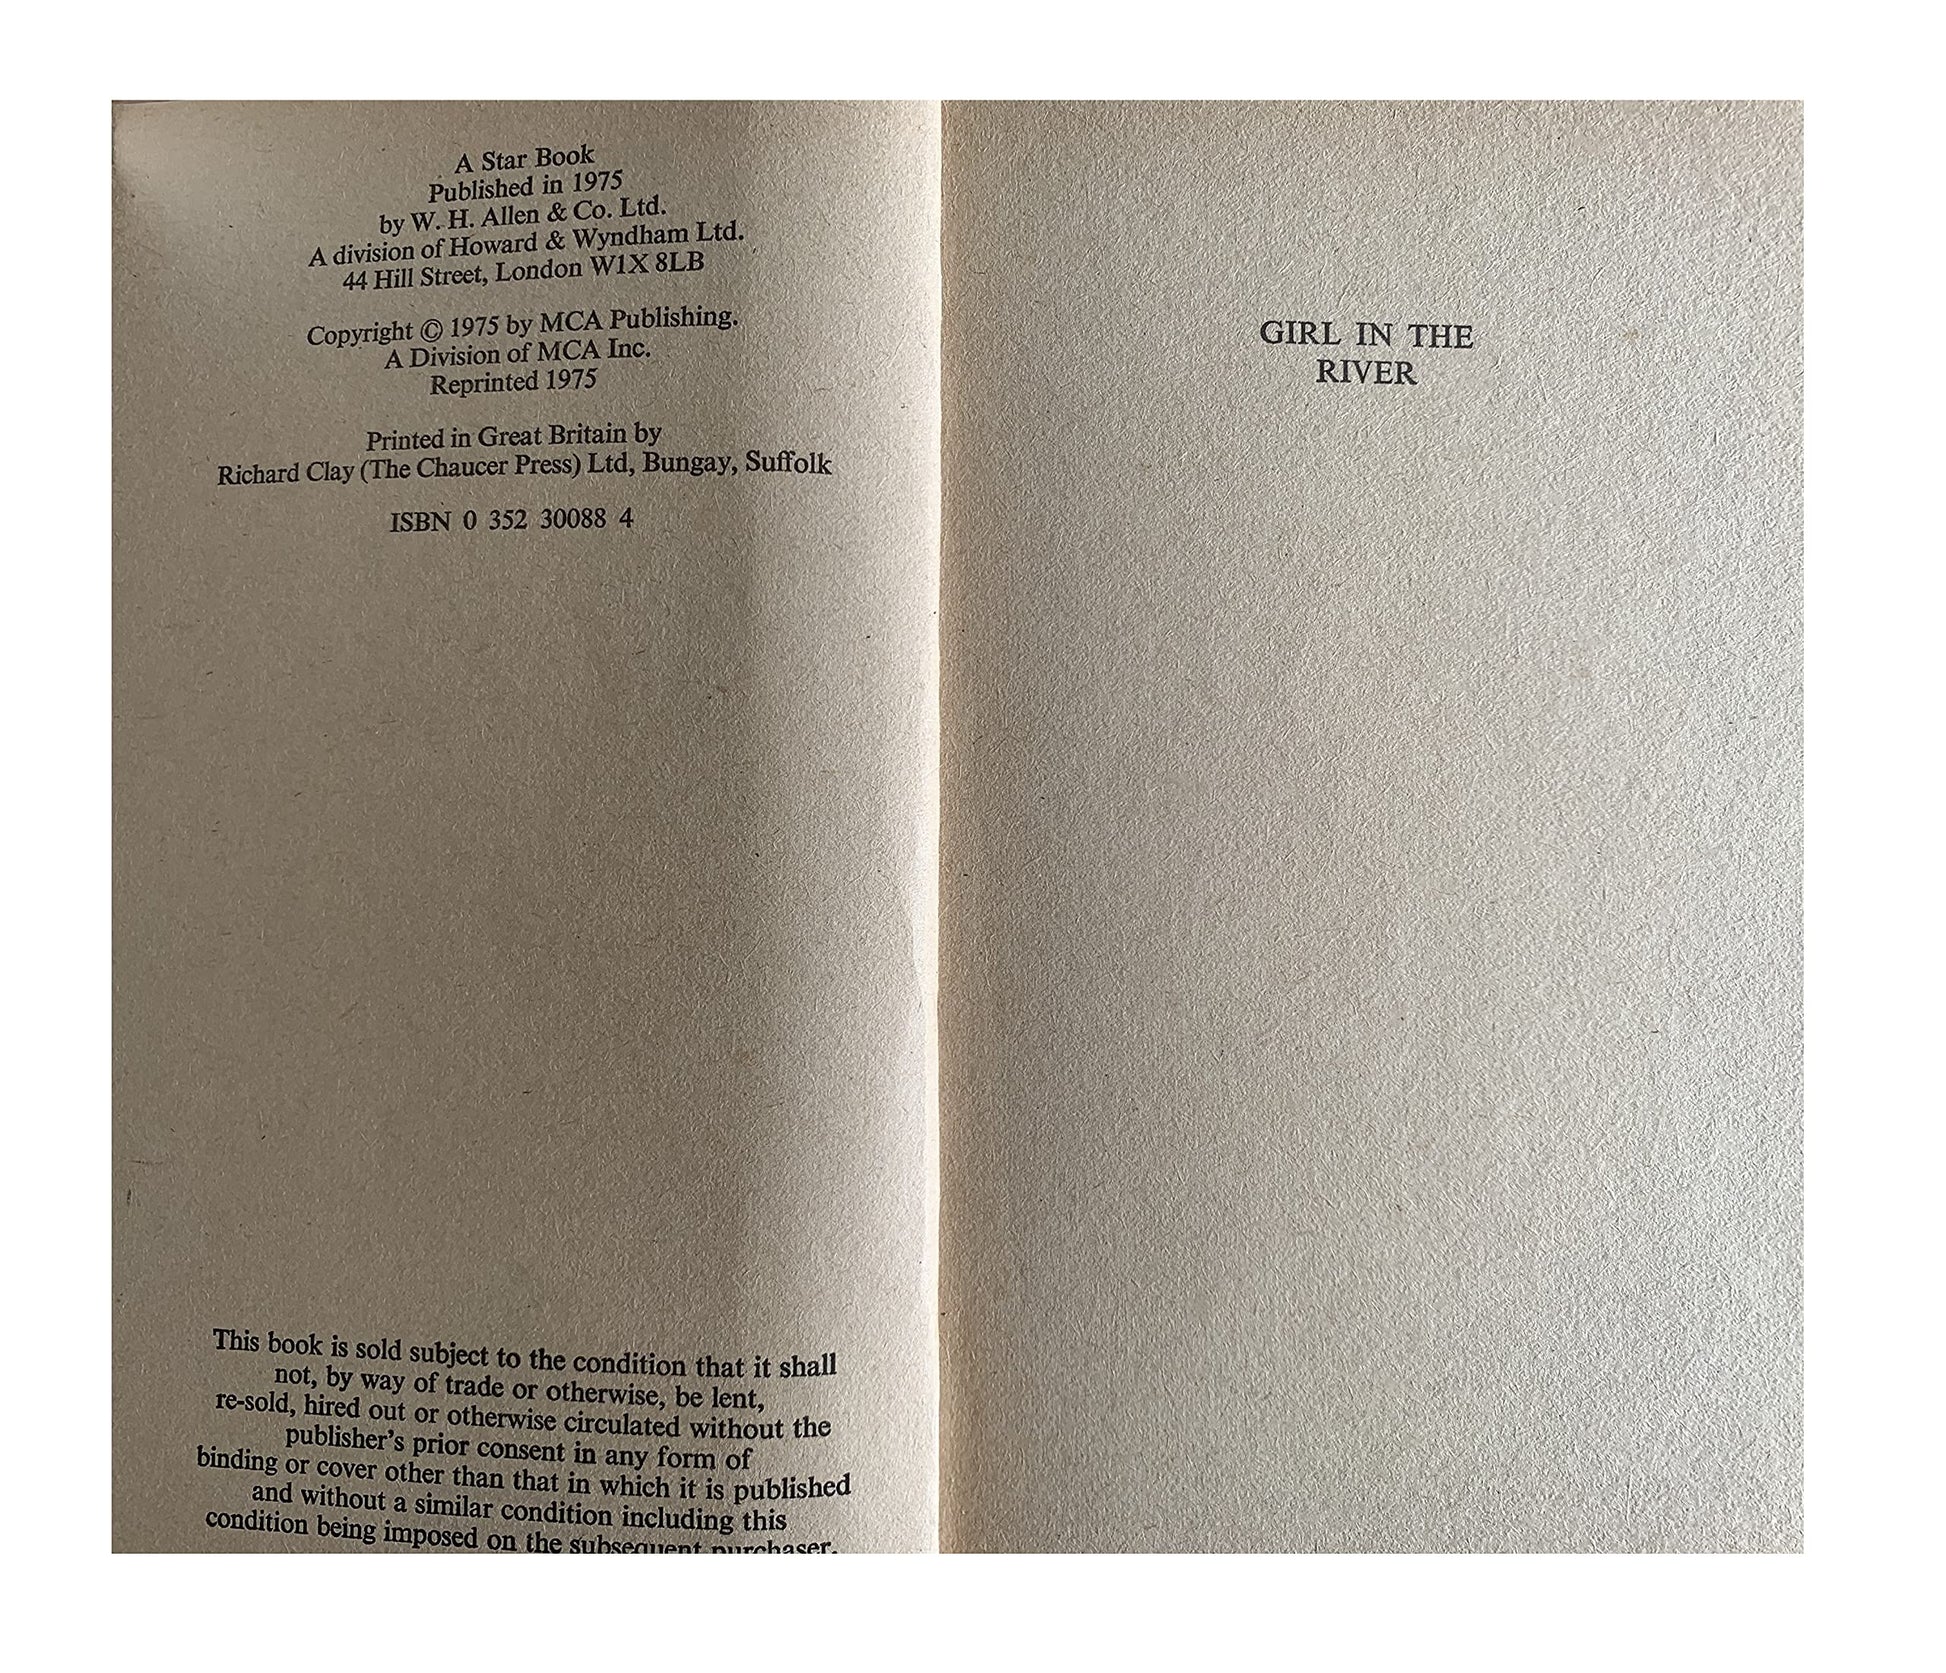 A Star Book
Published in 1975
by W. H. Allen & Co. Ltd.
A division of Howard & Wyndham Ltd.
44 Hill Street, London W1X 8LB
Copyright © 1975 by MCA Publishing.
A Division of MCA Inc.
Reprinted 1975
Printed in Great Britain by
Richard Clay (The Chaucer Press) Ltd, Bungay, Suffolk
ISBN 0 352 30088 4
This book is sold subject to the condition that it shall
not, by way of trade or otherwise, be lent,
re-sold, hired out or otherwise circulated without the
publisher's prior consent in any form of
binding or cover other than that in which it is published
and without a similar condition including this
condition being imposed on the subsequent purchaser.
GIRL IN THE
RIVER